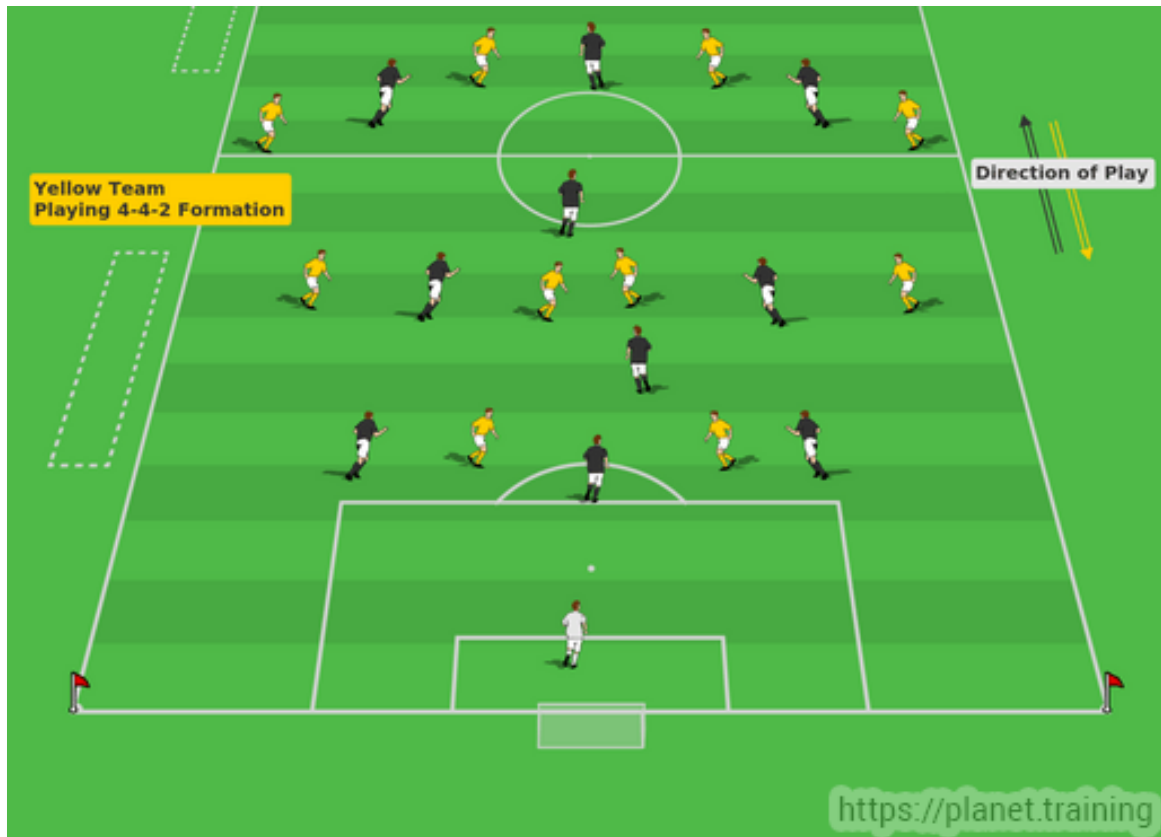 Yellow Team
Playing 4-4-2 Formation
Direction of Play
https://planet.training